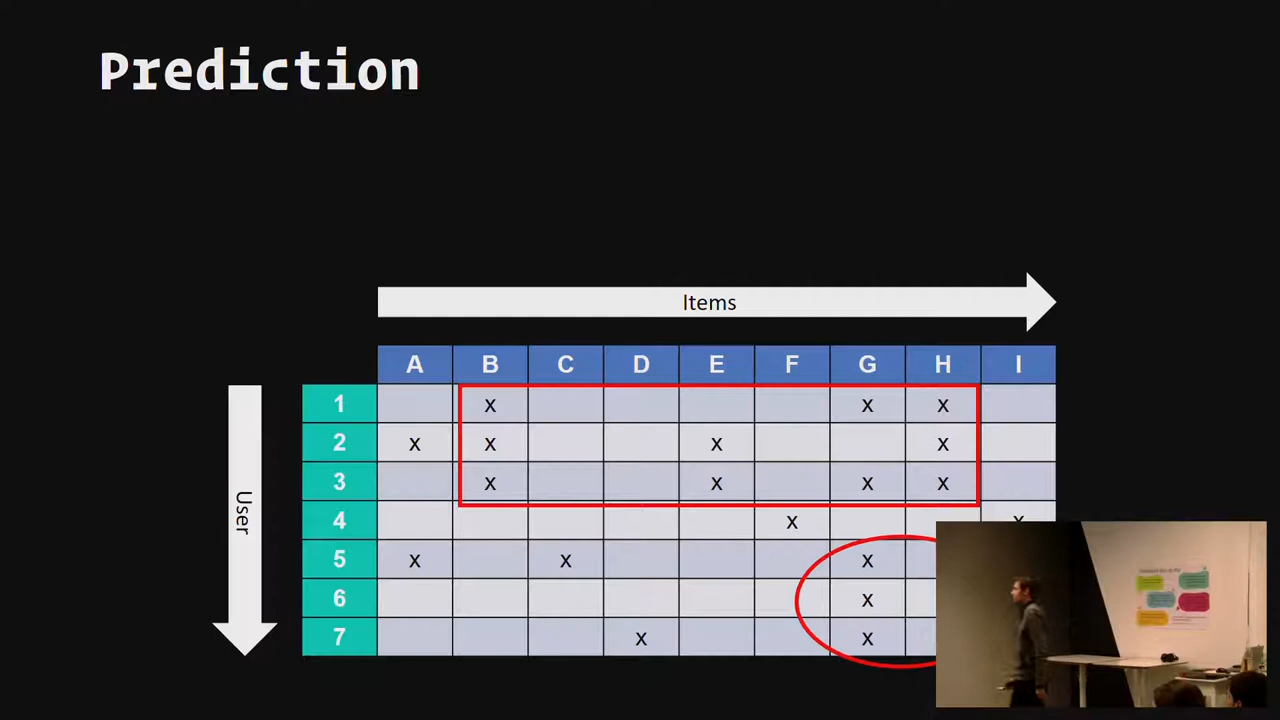 Prediction
Items
A B C D E F G H I
User
1 x x x
2 x x x x
3 x x x x
4 x x
5 x x x
6 x
7 x x